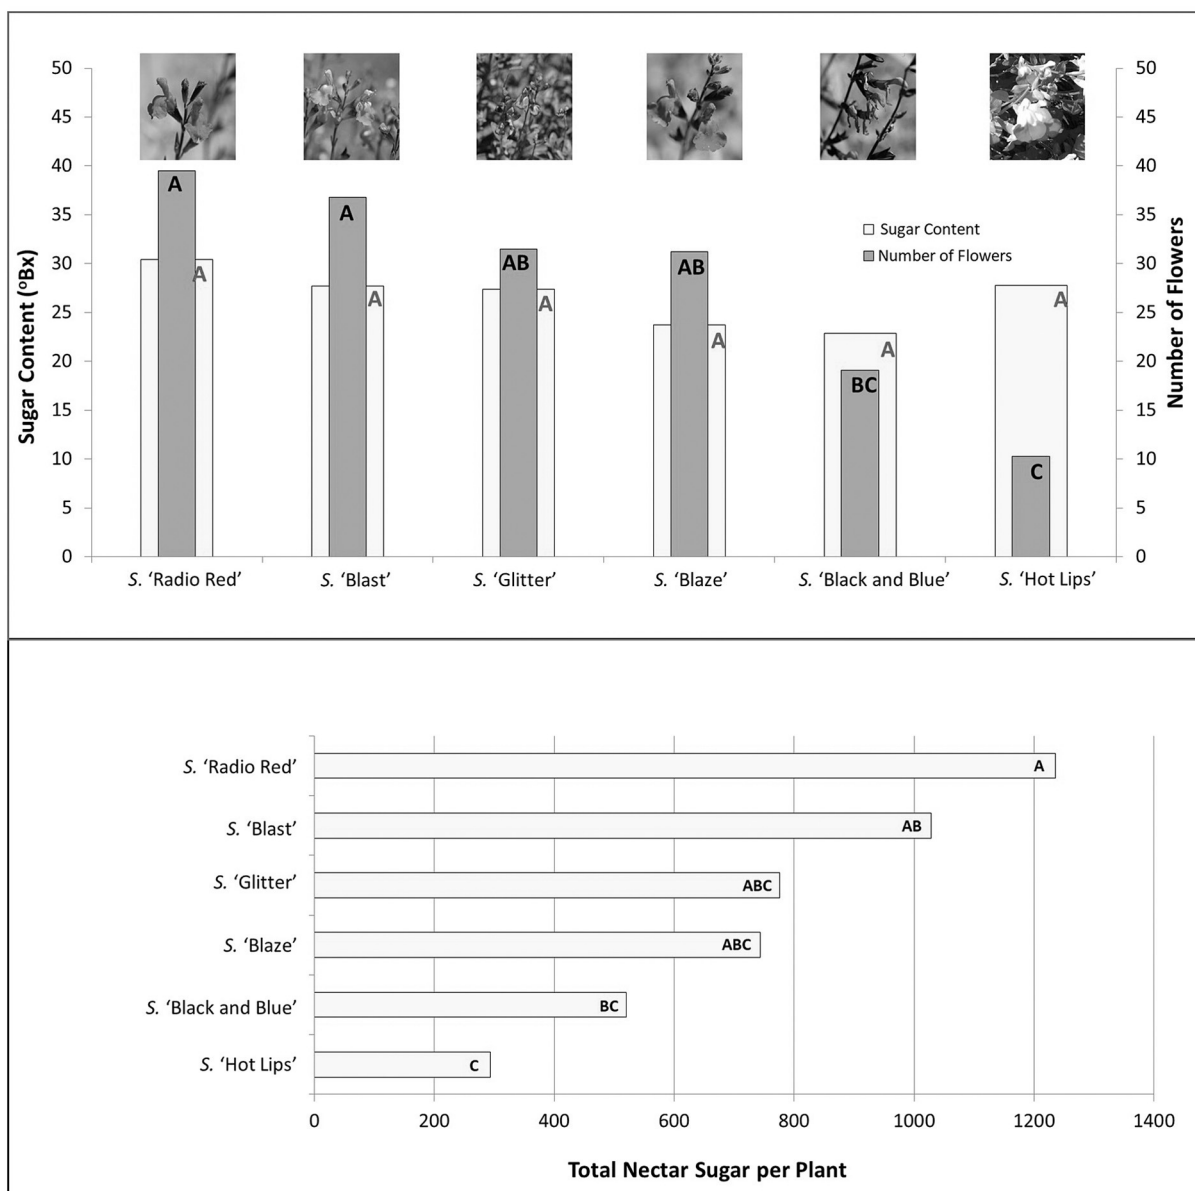 50
45
40
35
30
25
20
15
10
5
0
Sugar Content (ºBx)
50
45
40
35
30
25
20
15
10
5
0
Number of Flowers
Sugar Content
Number of Flowers
A
A
A
A
AB
A
AB
A
BC
A
C
A
S. ‘Radio Red’
S. ‘Blast’
S. ‘Glitter’
S. ‘Blaze’
S. ‘Black and Blue’
S. ‘Hot Lips’
S. ‘Radio Red’ A
S. ‘Blast’ AB
S. ‘Glitter’ ABC
S. ‘Blaze’ ABC
S. ‘Black and Blue’ BC
S. ‘Hot Lips’ C
0 200 400 600 800 1000 1200 1400
Total Nectar Sugar per Plant